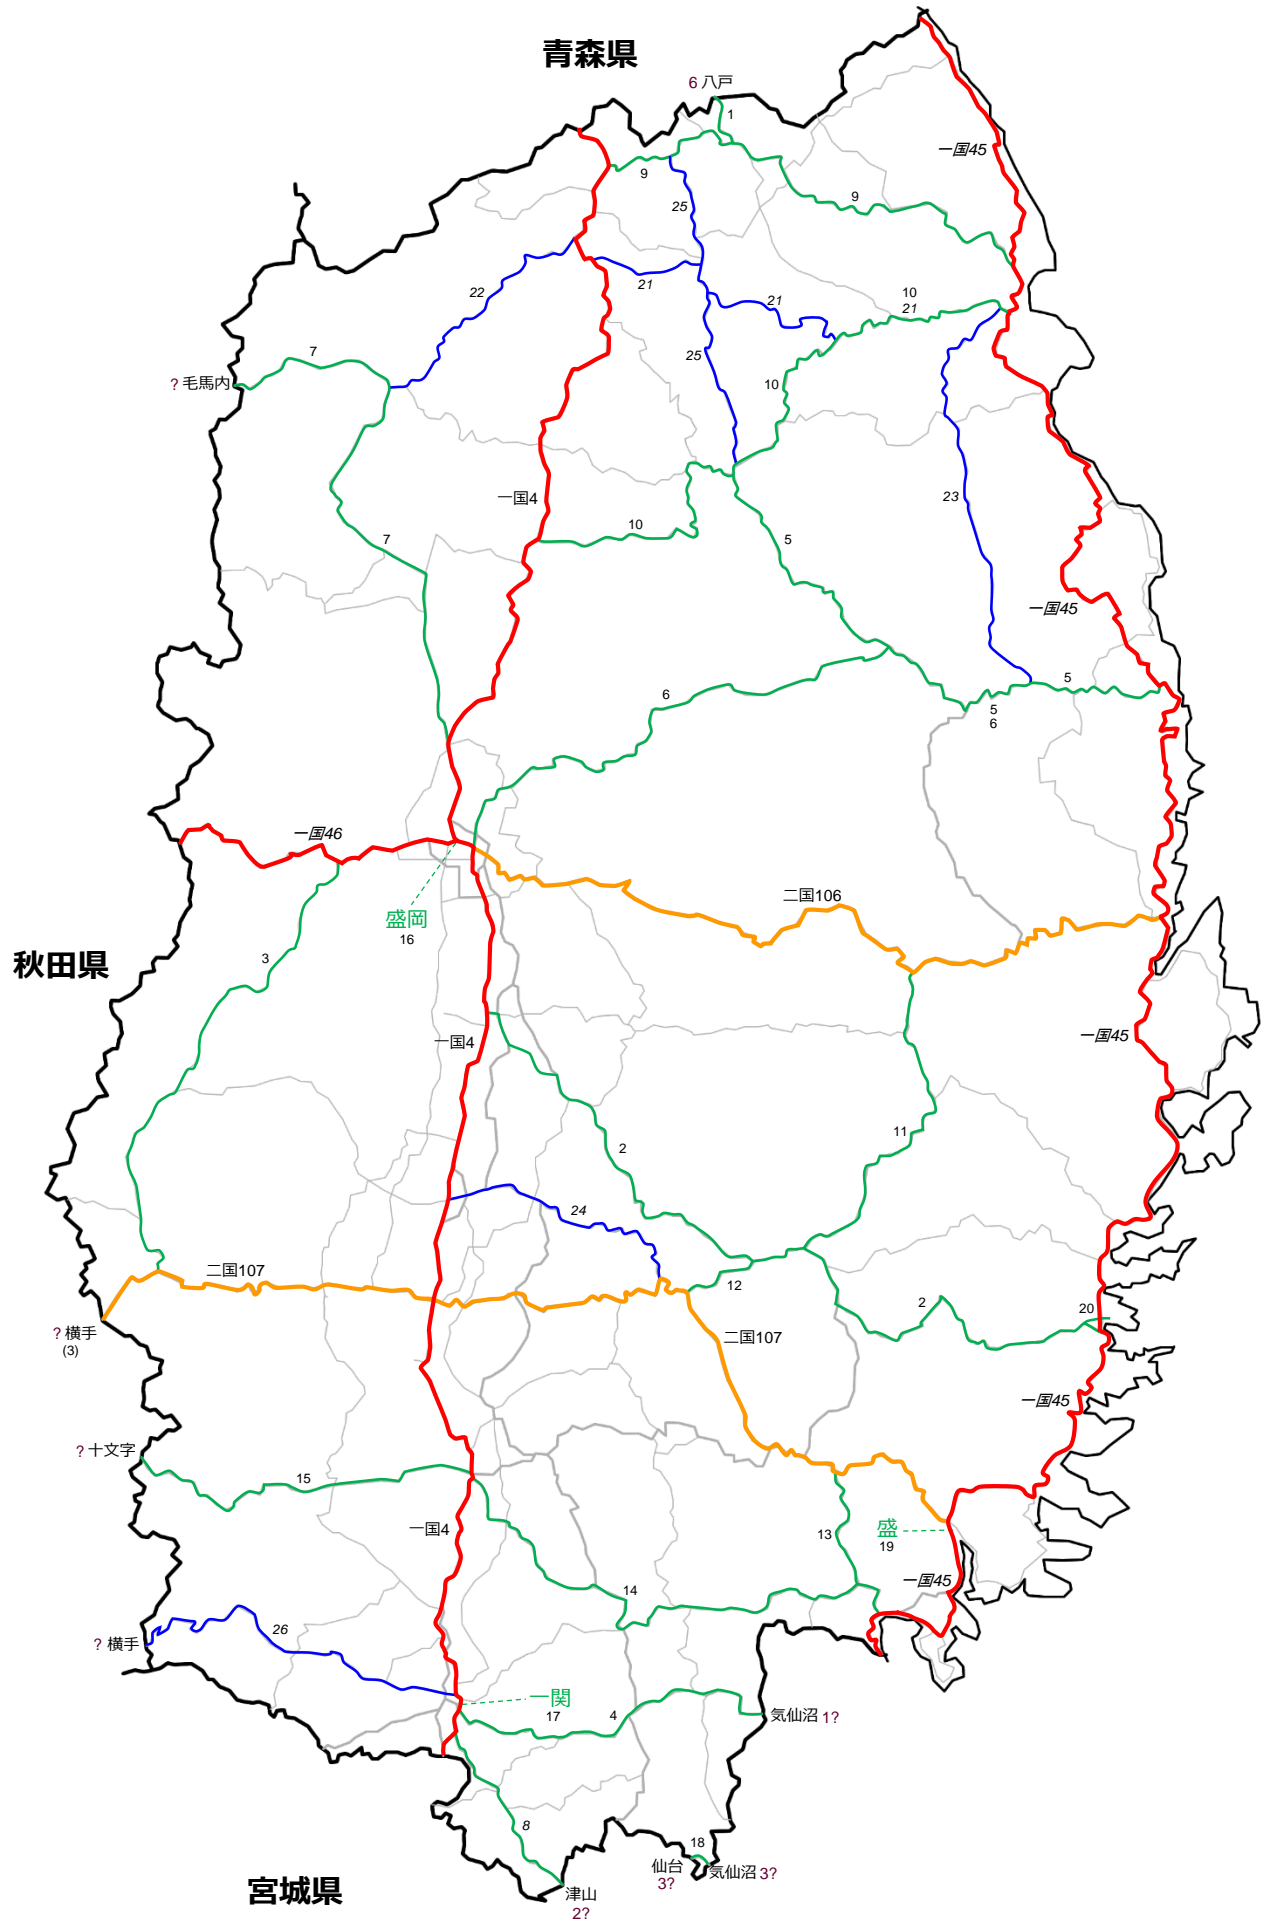 青森県
6 八戸
1
一国45
9
25
9
22
21
21
10
21
7
25
? 毛馬内
10
一国4
23
10
7
5
一国45
5
6
5
6
一国46
二国106
盛岡
16
秋田県
3
一国4
一国45
11
2
24
二国107
12
2
20
二国107
? 横手
(3)
一国45
? 十文字
15
一国4
盛
19
13
一国45
14
26
? 横手
一関
17
4
気仙沼 1?
8
18
仙台
3?
気仙沼 3?
宮城県
津山
2?